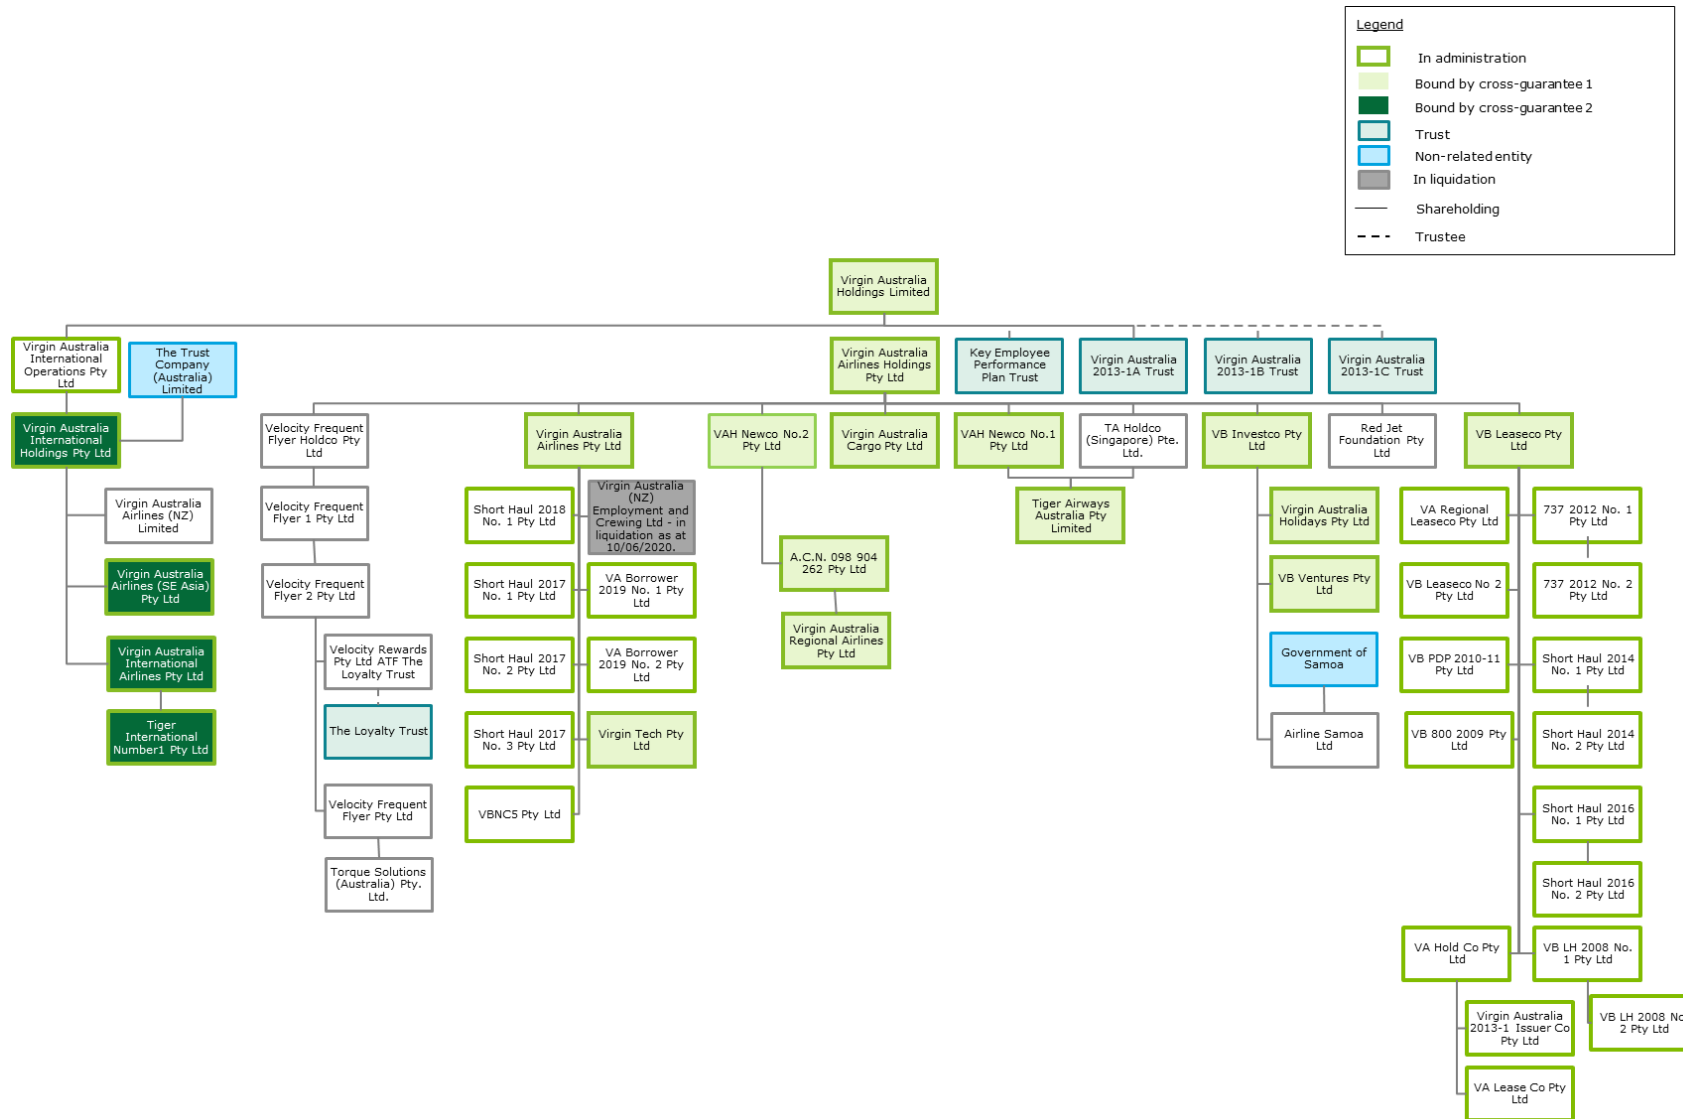 Legend
In administration
Bound by cross-guarantee 1
Bound by cross-guarantee 2
Trust
Non-related entity
In liquidation
Shareholding
Trustee
Virgin Australia
Holdings Limited
Virgin Australia
International
Operations Pty
Ltd
The Trust
Company
(Australia)
Limited
Virgin Australia
Airlines Holdings
Pty Ltd
Key Employee
Performance
Plan Trust
Virgin Australia
2013-1A Trust
Virgin Australia
2013-1B Trust
Virgin Australia
2013-1C Trust
Virgin Australia
International
Holdings Pty Ltd
Velocity Frequent
Flyer Holdco Pty
Ltd
Virgin Australia
Airlines Pty Ltd
VAH Newco No.2
Pty Ltd
Virgin Australia
Cargo Pty Ltd
VAH Newco No.1
Pty Ltd
TA Holdco
(Singapore) Pte.
Ltd.
VB Investco Pty
Ltd
Red Jet
Foundation Pty
Ltd
VB Leaseco Pty
Ltd
Virgin Australia
Airlines (NZ)
Limited
Velocity Frequent
Flyer 1 Pty Ltd
Short Haul 2018
No. 1 Pty Ltd
Virgin Australia
(NZ)
Employment and
Crewing Ltd - in
liquidation as at
10/06/2020.
Tiger Airways
Australia Pty
Limited
Virgin Australia
Holidays Pty Ltd
VA Regional
Leaseco Pty Ltd
737 2012 No. 1
Pty Ltd
Virgin Australia
Airlines (SE Asia)
Pty Ltd
Velocity Frequent
Flyer 2 Pty Ltd
Short Haul 2017
No. 1 Pty Ltd
VA Borrower
2019 No. 1 Pty
Ltd
A.C.N. 098 904
262 Pty Ltd
VB Ventures Pty
Ltd
VB Leaseco No 2
Pty Ltd
737 2012 No. 2
Pty Ltd
Virgin Australia
International
Airlines Pty Ltd
Velocity Rewards
Pty Ltd ATF The
Loyalty Trust
Short Haul 2017
No. 2 Pty Ltd
VA Borrower
2019 No. 2 Pty
Ltd
Virgin Australia
Regional Airlines
Pty Ltd
Government of
Samoa
VB PDP 2010-11
Pty Ltd
Short Haul 2014
No. 1 Pty Ltd
Tiger
International
Number1 Pty Ltd
The Loyalty Trust
Short Haul 2017
No. 3 Pty Ltd
Virgin Tech Pty
Ltd
Airline Samoa
Ltd
VB 800 2009 Pty
Ltd
Short Haul 2014
No. 2 Pty Ltd
Velocity Frequent
Flyer Pty Ltd
VBNC5 Pty Ltd
Short Haul 2016
No. 1 Pty Ltd
Torque Solutions
(Australia) Pty.
Ltd.
Short Haul 2016
No. 2 Pty Ltd
VA Hold Co Pty
Ltd
VB LH 2008 No.
1 Pty Ltd
Virgin Australia
2013-1 Issuer Co
Pty Ltd
VB LH 2008 No.
2 Pty Ltd
VA Lease Co Pty
Ltd